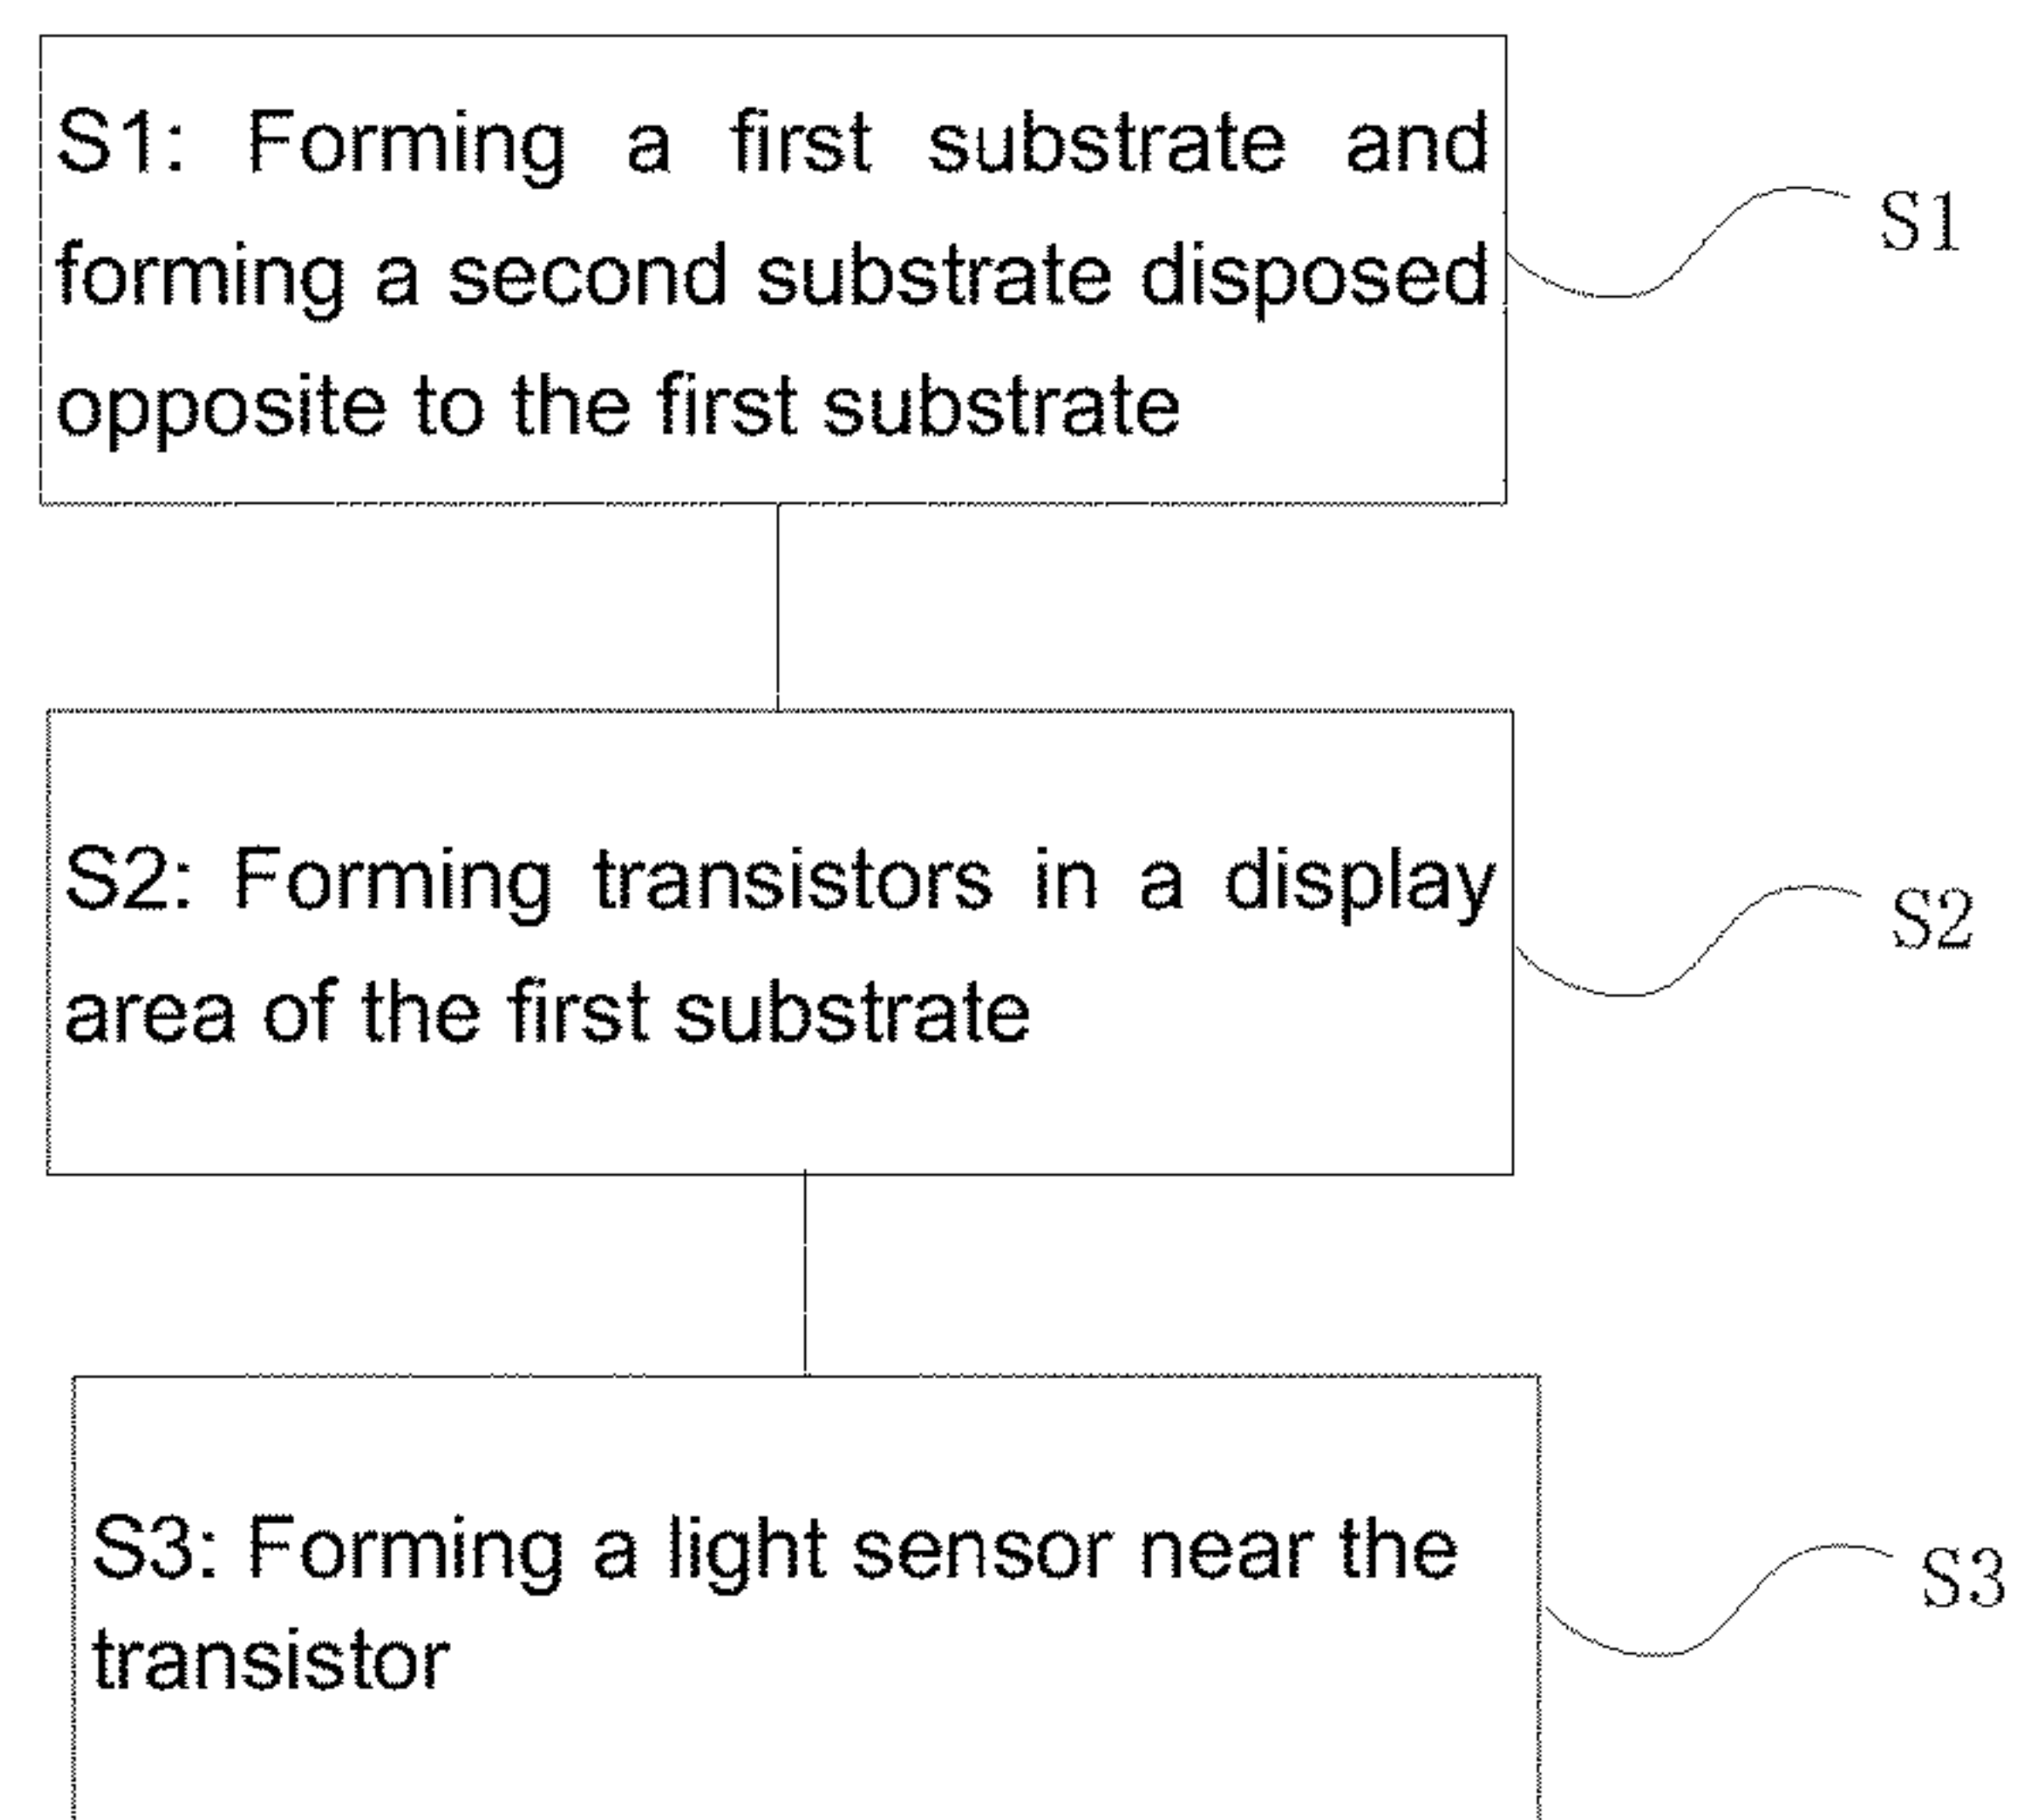 S1: Forming a first substrate and
forming a second substrate disposed
opposite to the first substrate
S1
S2: Forming transistors in a display
area of the first substrate
S2
S3: Forming a light sensor near the
transistor
S3